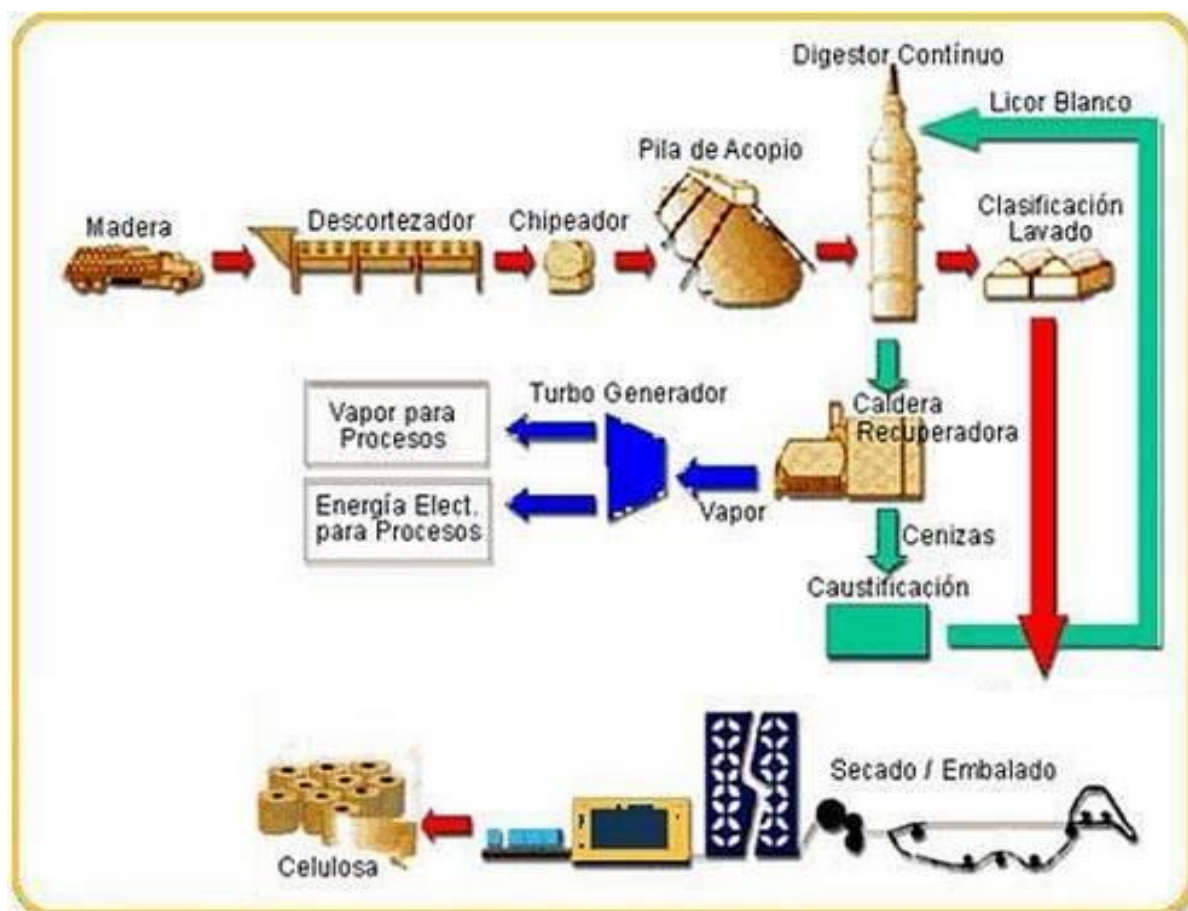 Digestor Contínuo
Licor Blanco
Pila de Acopio
Madera
Descortezador
Chipeador
Clasificación
Lavado
Turbo Generador
Caldera
Recuperadora
Vapor para
Procesos
Energía Elect.
para Procesos
Vapor
Cenizas
Caustificación
Secado / Embalado
Celulosa